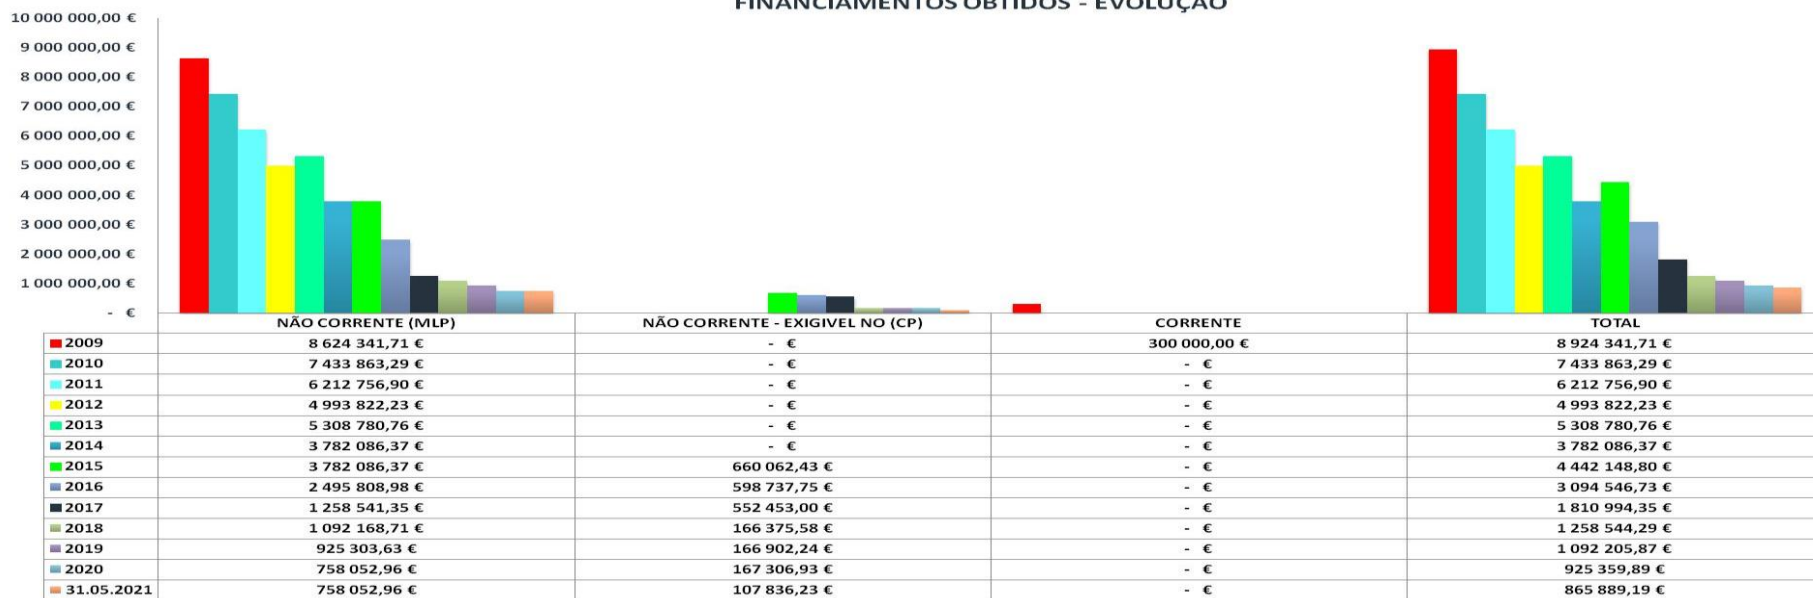 FINANCIAMENTOS OBTIDOS - EVOLUÇÃO
10 000 000,00 €
9 000 000,00 €
8 000 000,00 €
7 000 000,00 €
6 000 000,00 €
5 000 000,00 €
4 000 000,00 €
3 000 000,00 €
2 000 000,00 €
1 000 000,00 €
- €
NÃO CORRENTE (MLP) NÃO CORRENTE - EXIGIVEL NO (CP) CORRENTE TOTAL
2009 8 624 341,71 € - € 300 000,00 € 8 924 341,71 €
2010 7 433 863,29 € - € - € 7 433 863,29 €
2011 6 212 756,90 € - € - € 6 212 756,90 €
2012 4 993 822,23 € - € - € 4 993 822,23 €
2013 5 308 780,76 € - € - € 5 308 780,76 €
2014 3 782 086,37 € - € - € 3 782 086,37 €
2015 3 782 086,37 € 660 062,43 € - € 4 442 148,80 €
2016 2 495 808,98 € 598 737,75 € - € 3 094 546,73 €
2017 1 258 541,35 € 552 453,00 € - € 1 810 994,35 €
2018 1 092 168,71 € 166 375,58 € - € 1 258 544,29 €
2019 925 303,63 € 166 902,24 € - € 1 092 205,87 €
2020 758 052,96 € 167 306,93 € - € 925 359,89 €
31.05.2021 758 052,96 € 107 836,23 € - € 865 889,19 €